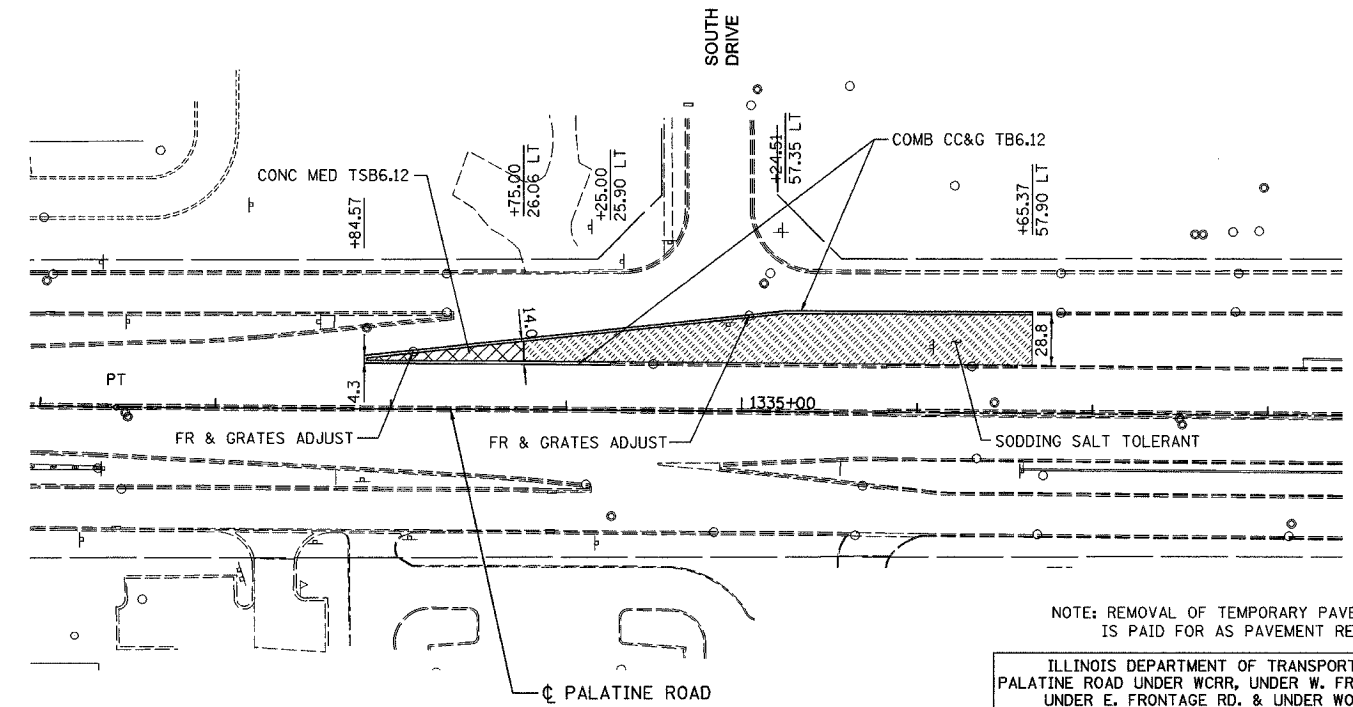 SOUTH
DRIVE
COMB CC&G TB6.12
CONC MED TSB6.12
+84.57
+75.00
26.06 LT
+25.00
25.90 LT
+24.51
57.35 LT
+65.37
57.90 LT
14.0
28.8
4.3
PT
1335+00
FR & GRATES ADJUST
FR & GRATES ADJUST
SODDING SALT TOLERANT
℄ PALATINE ROAD
NOTE: REMOVAL OF TEMPORARY PAVE
IS PAID FOR AS PAVEMENT RE
ILLINOIS DEPARTMENT OF TRANSPORT
PALATINE ROAD UNDER WCRR, UNDER W. FR
UNDER E. FRONTAGE RD. & UNDER WO